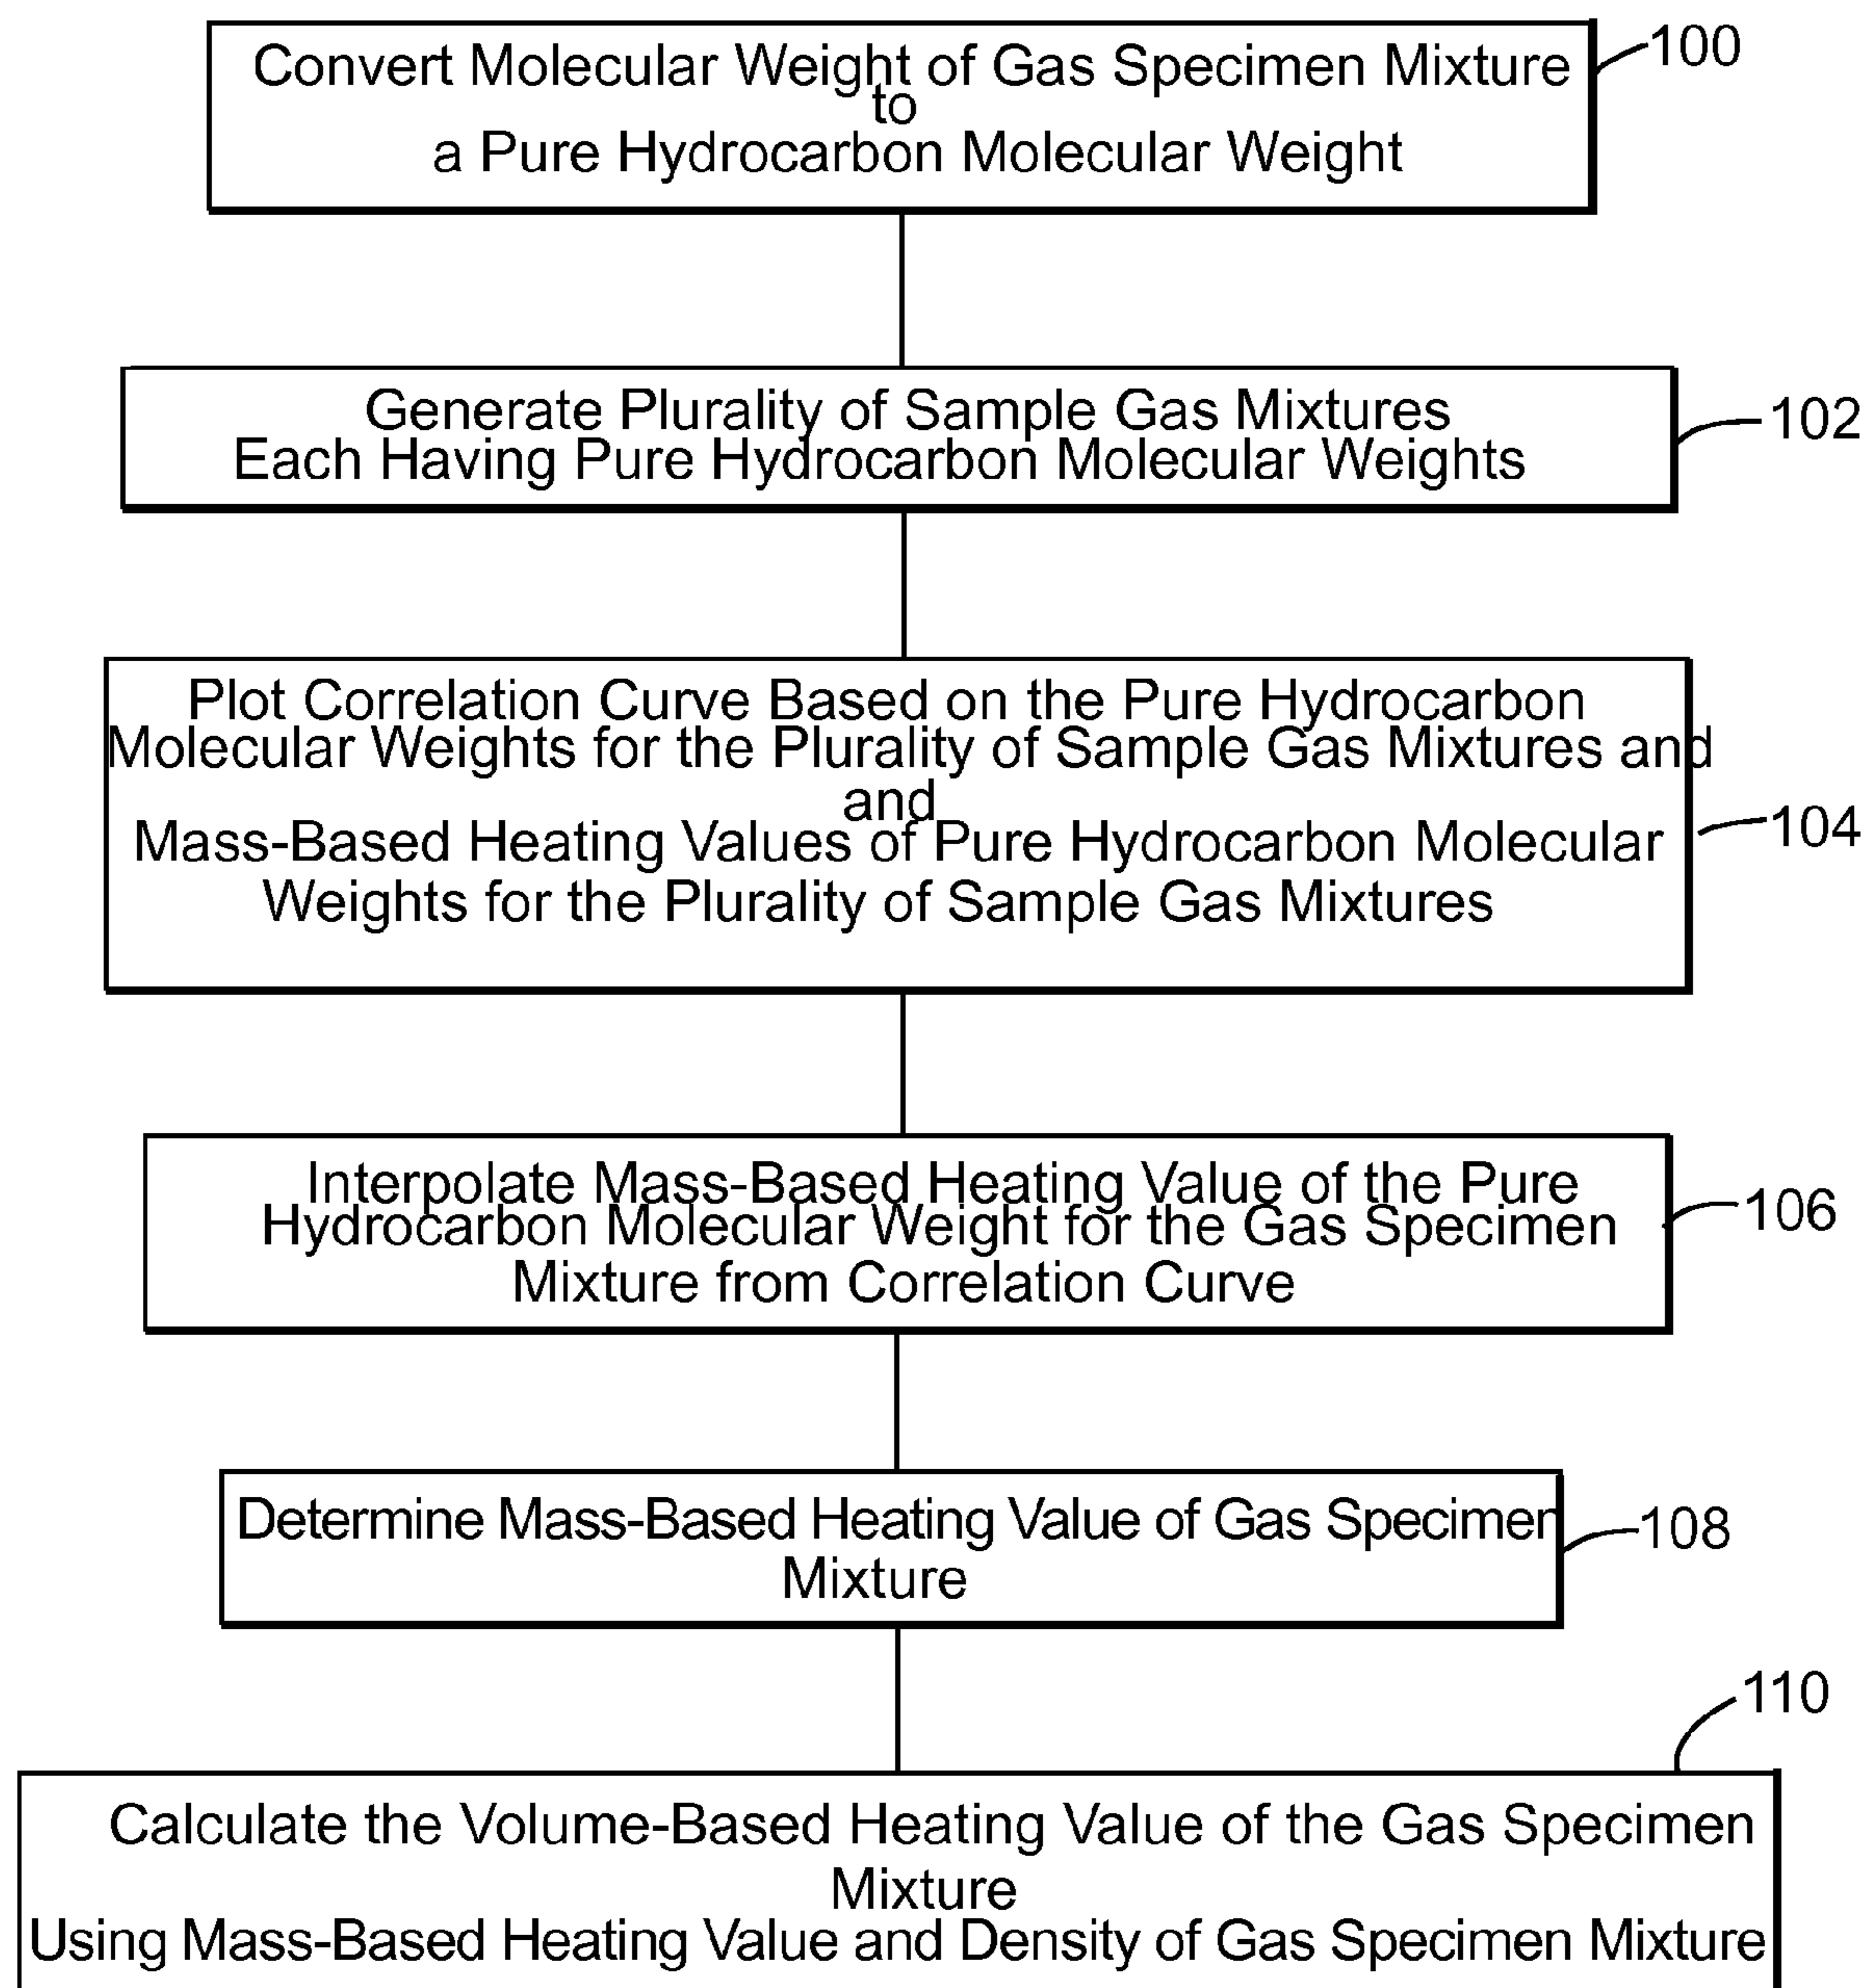 Convert Molecular Weight of Gas Specimen Mixture
to
a Pure Hydrocarbon Molecular Weight
100
Generate Plurality of Sample Gas Mixtures
Each Having Pure Hydrocarbon Molecular Weights
102
Plot Correlation Curve Based on the Pure Hydrocarbon
Molecular Weights for the Plurality of Sample Gas Mixtures and
and
Mass-Based Heating Values of Pure Hydrocarbon Molecular
Weights for the Plurality of Sample Gas Mixtures
104
Interpolate Mass-Based Heating Value of the Pure
Hydrocarbon Molecular Weight for the Gas Specimen
Mixture from Correlation Curve
106
Determine Mass-Based Heating Value of Gas Specimen
Mixture
108
110
Calculate the Volume-Based Heating Value of the Gas Specimen
Mixture
Using Mass-Based Heating Value and Density of Gas Specimen Mixture